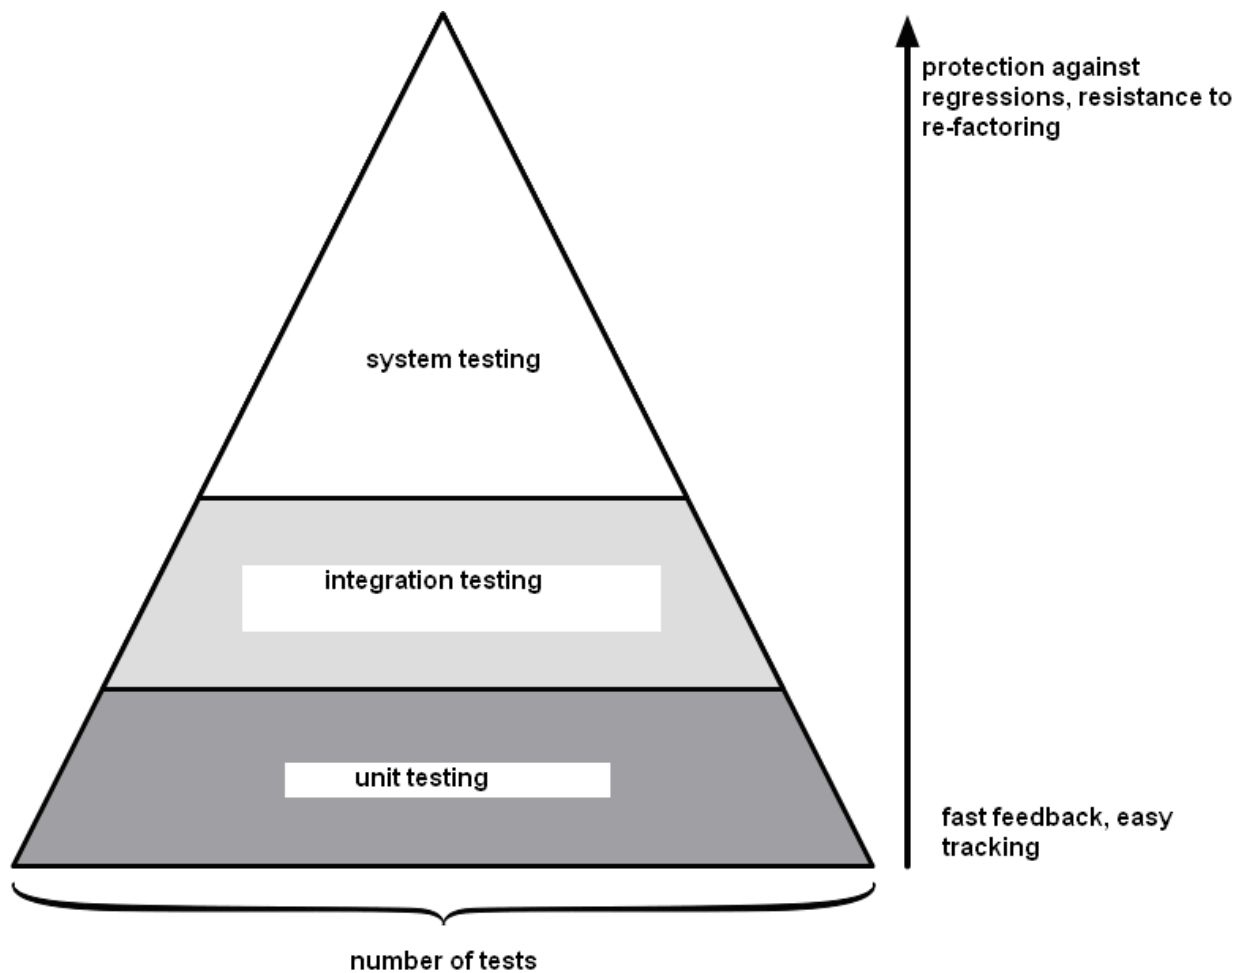 protection against
regressions, resistance to
re-factoring
system testing
integration testing
unit testing
fast feedback, easy
tracking
number of tests